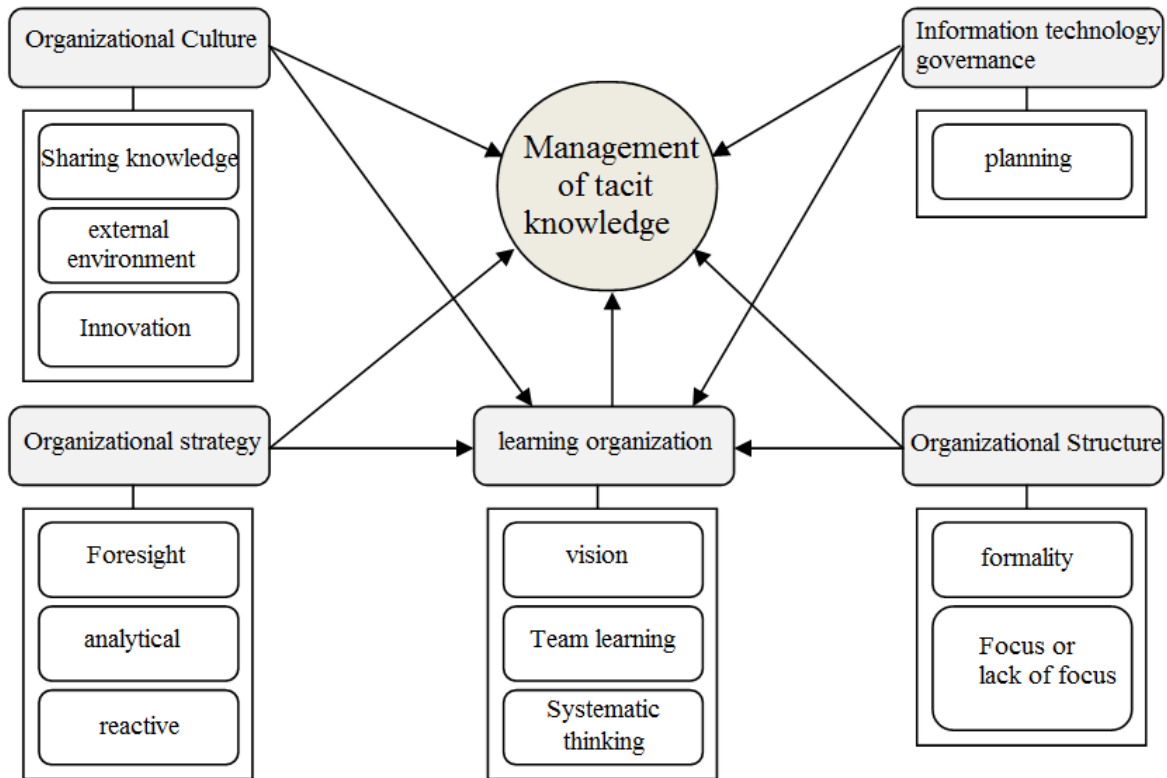 Organizational Culture
Sharing knowledge
external
environment
Innovation
Management
of tacit
knowledge
Information technology
governance
planning
Organizational strategy
Foresight
analytical
reactive
learning organization
vision
Team learning
Systematic
thinking
Organizational Structure
formality
Focus or
lack of focus